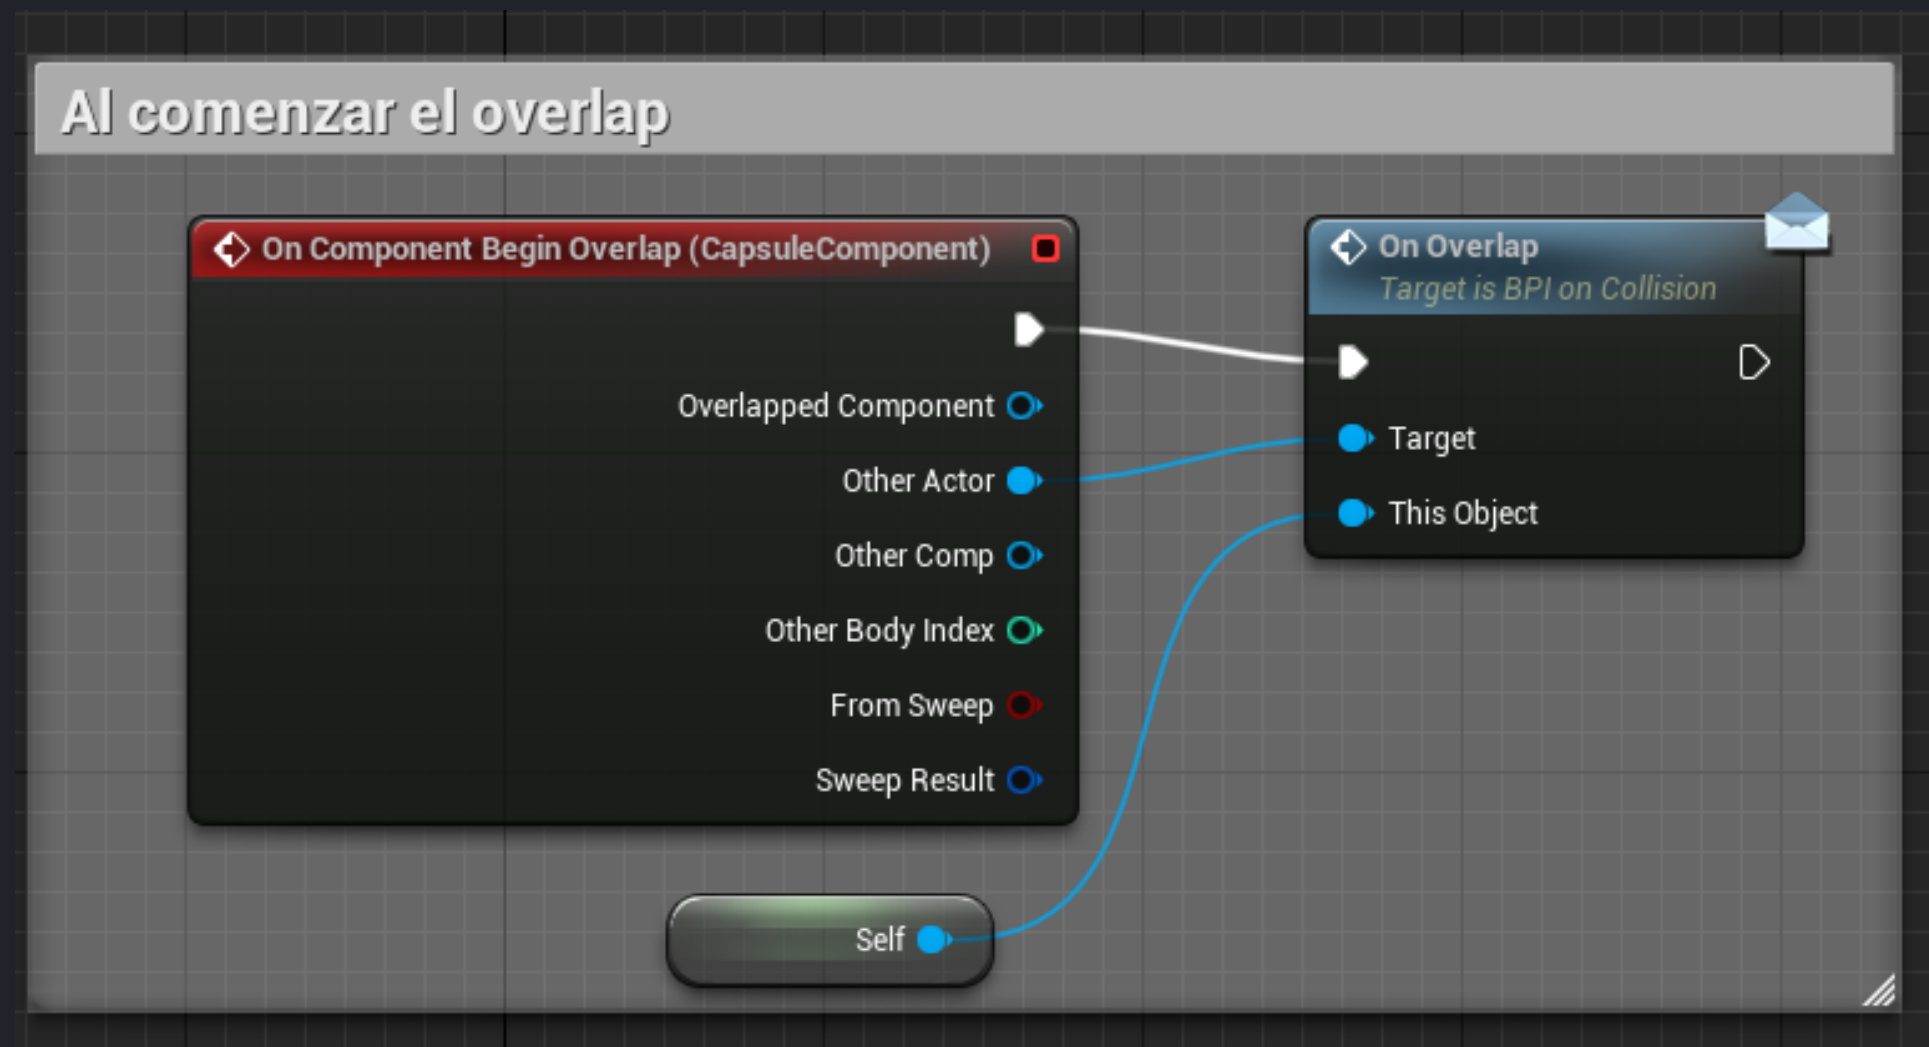 Al comenzar el overlap
On Component Begin Overlap (CapsuleComponent)
Overlapped Component
Other Actor
Other Comp
Other Body Index
From Sweep
Sweep Result
On Overlap
Target is BPI on Collision
Target
This Object
Self